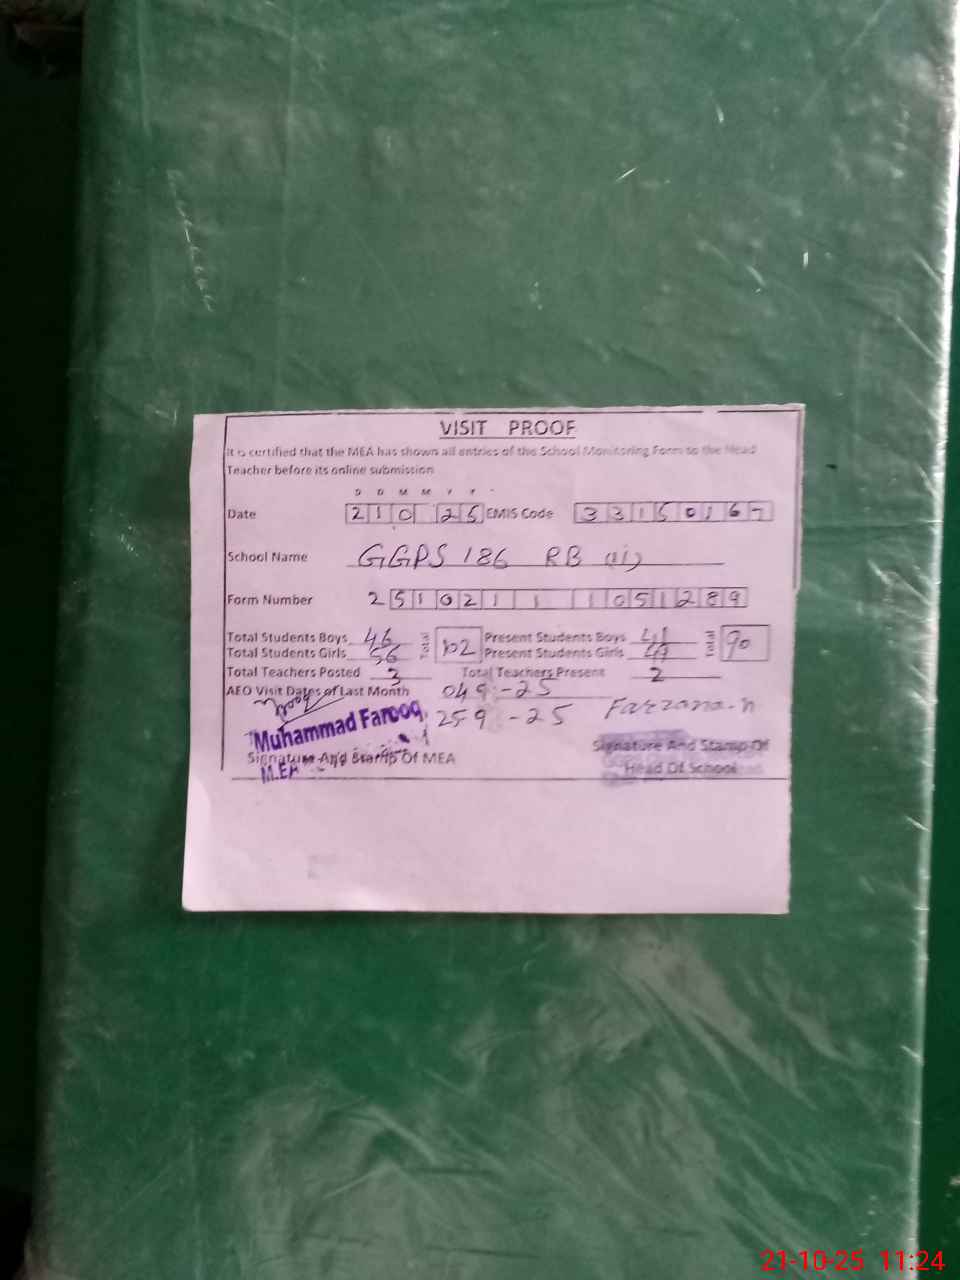 VISIT PROOF
It is certified that the MEA has shown all entries of the School Monitoring Form to the Head
Teacher before its online submission
D D M M Y Y
Date 2 1 0 2 5 EMIS Code 3 3 1 5 0 1 6 7
School Name GGPS 186 RB (ii)
Form Number 2 5 1 0 2 1 1 1 0 5 1 2 8 9
Total Students Boys 46 Total 102 Present Students Boys 41 Total 90
Total Students Girls 56 Present Students Girls
Total Teachers Posted 3 Total Teachers Present 2
AEO Visit Dates of Last Month 049-25
259-25 Farzana
Muhammad Farooq
Signature And Stamp Of MEA Signature And Stamp Of
M.EA Head Of School
21-10-25 11:24